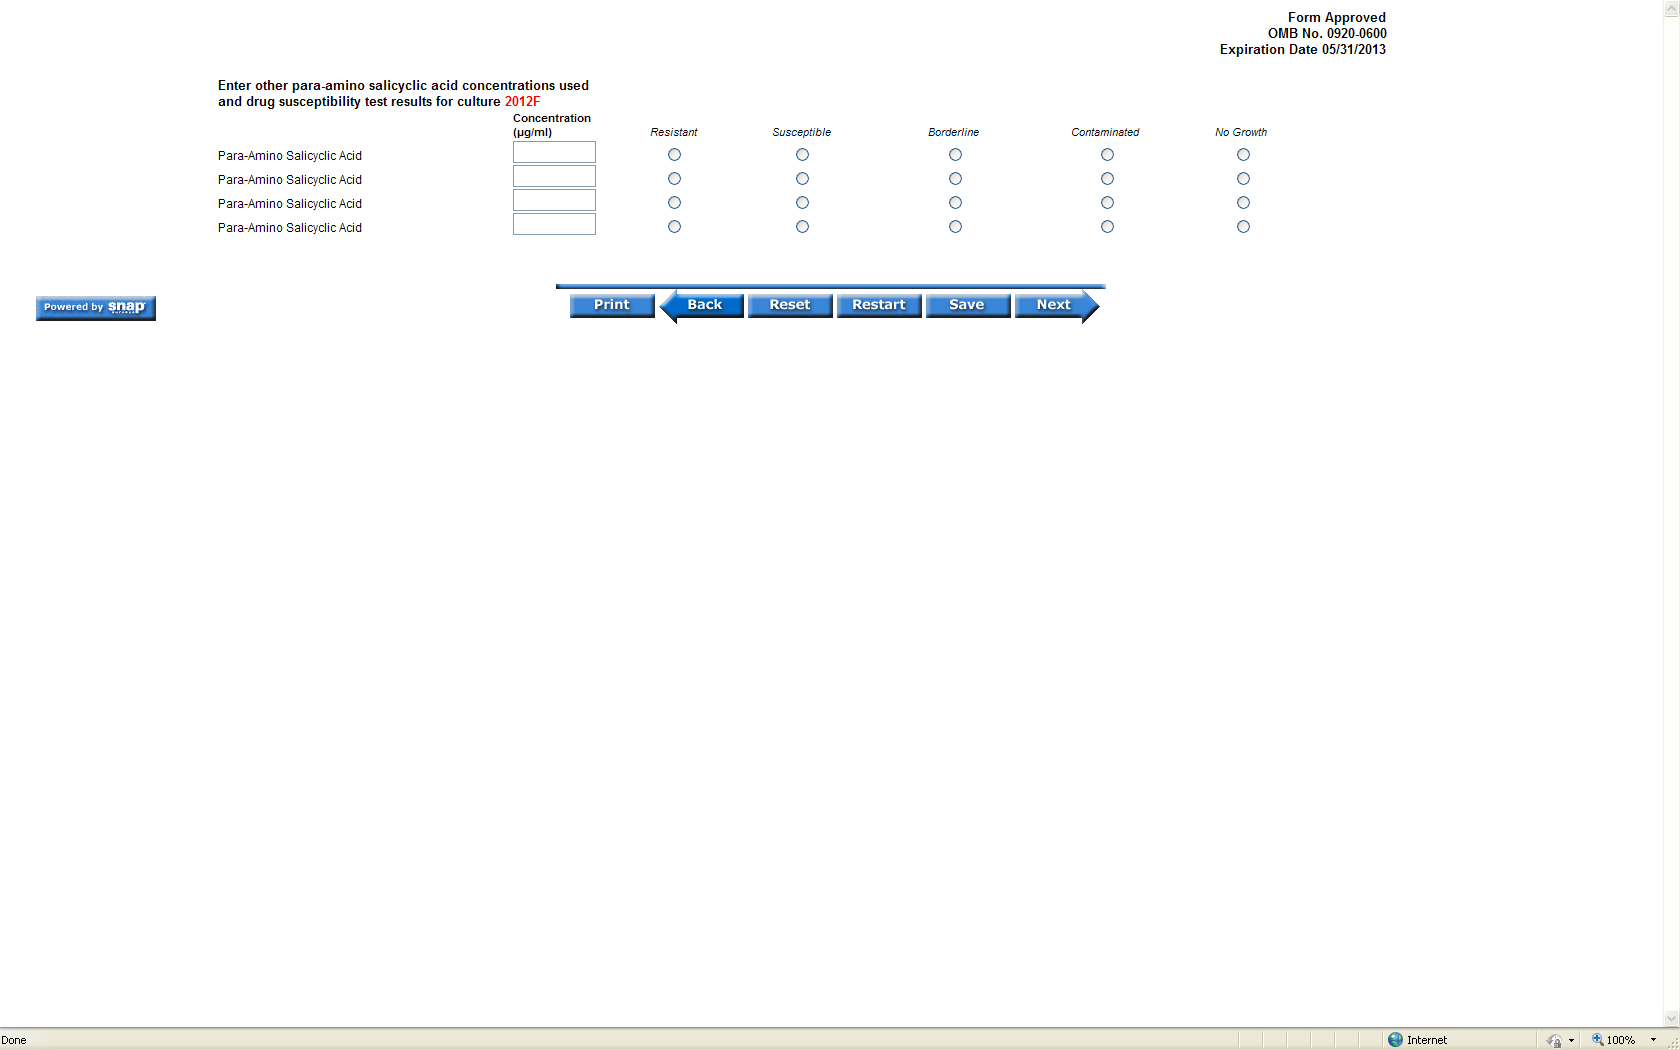 Form Approved
OMB No. 0920-0600
Expiration Date 05/31/2013
Enter other para-amino salicyclic acid concentrations used
and drug susceptibility test results for culture 2012F
Concentration
(µg/ml) Resistant Susceptible Borderline Contaminated No Growth
Para-Amino Salicyclic Acid
Para-Amino Salicyclic Acid
Para-Amino Salicyclic Acid
Para-Amino Salicyclic Acid
Powered by snap surveys
Print Back Reset Restart Save Next
Done Internet 100%